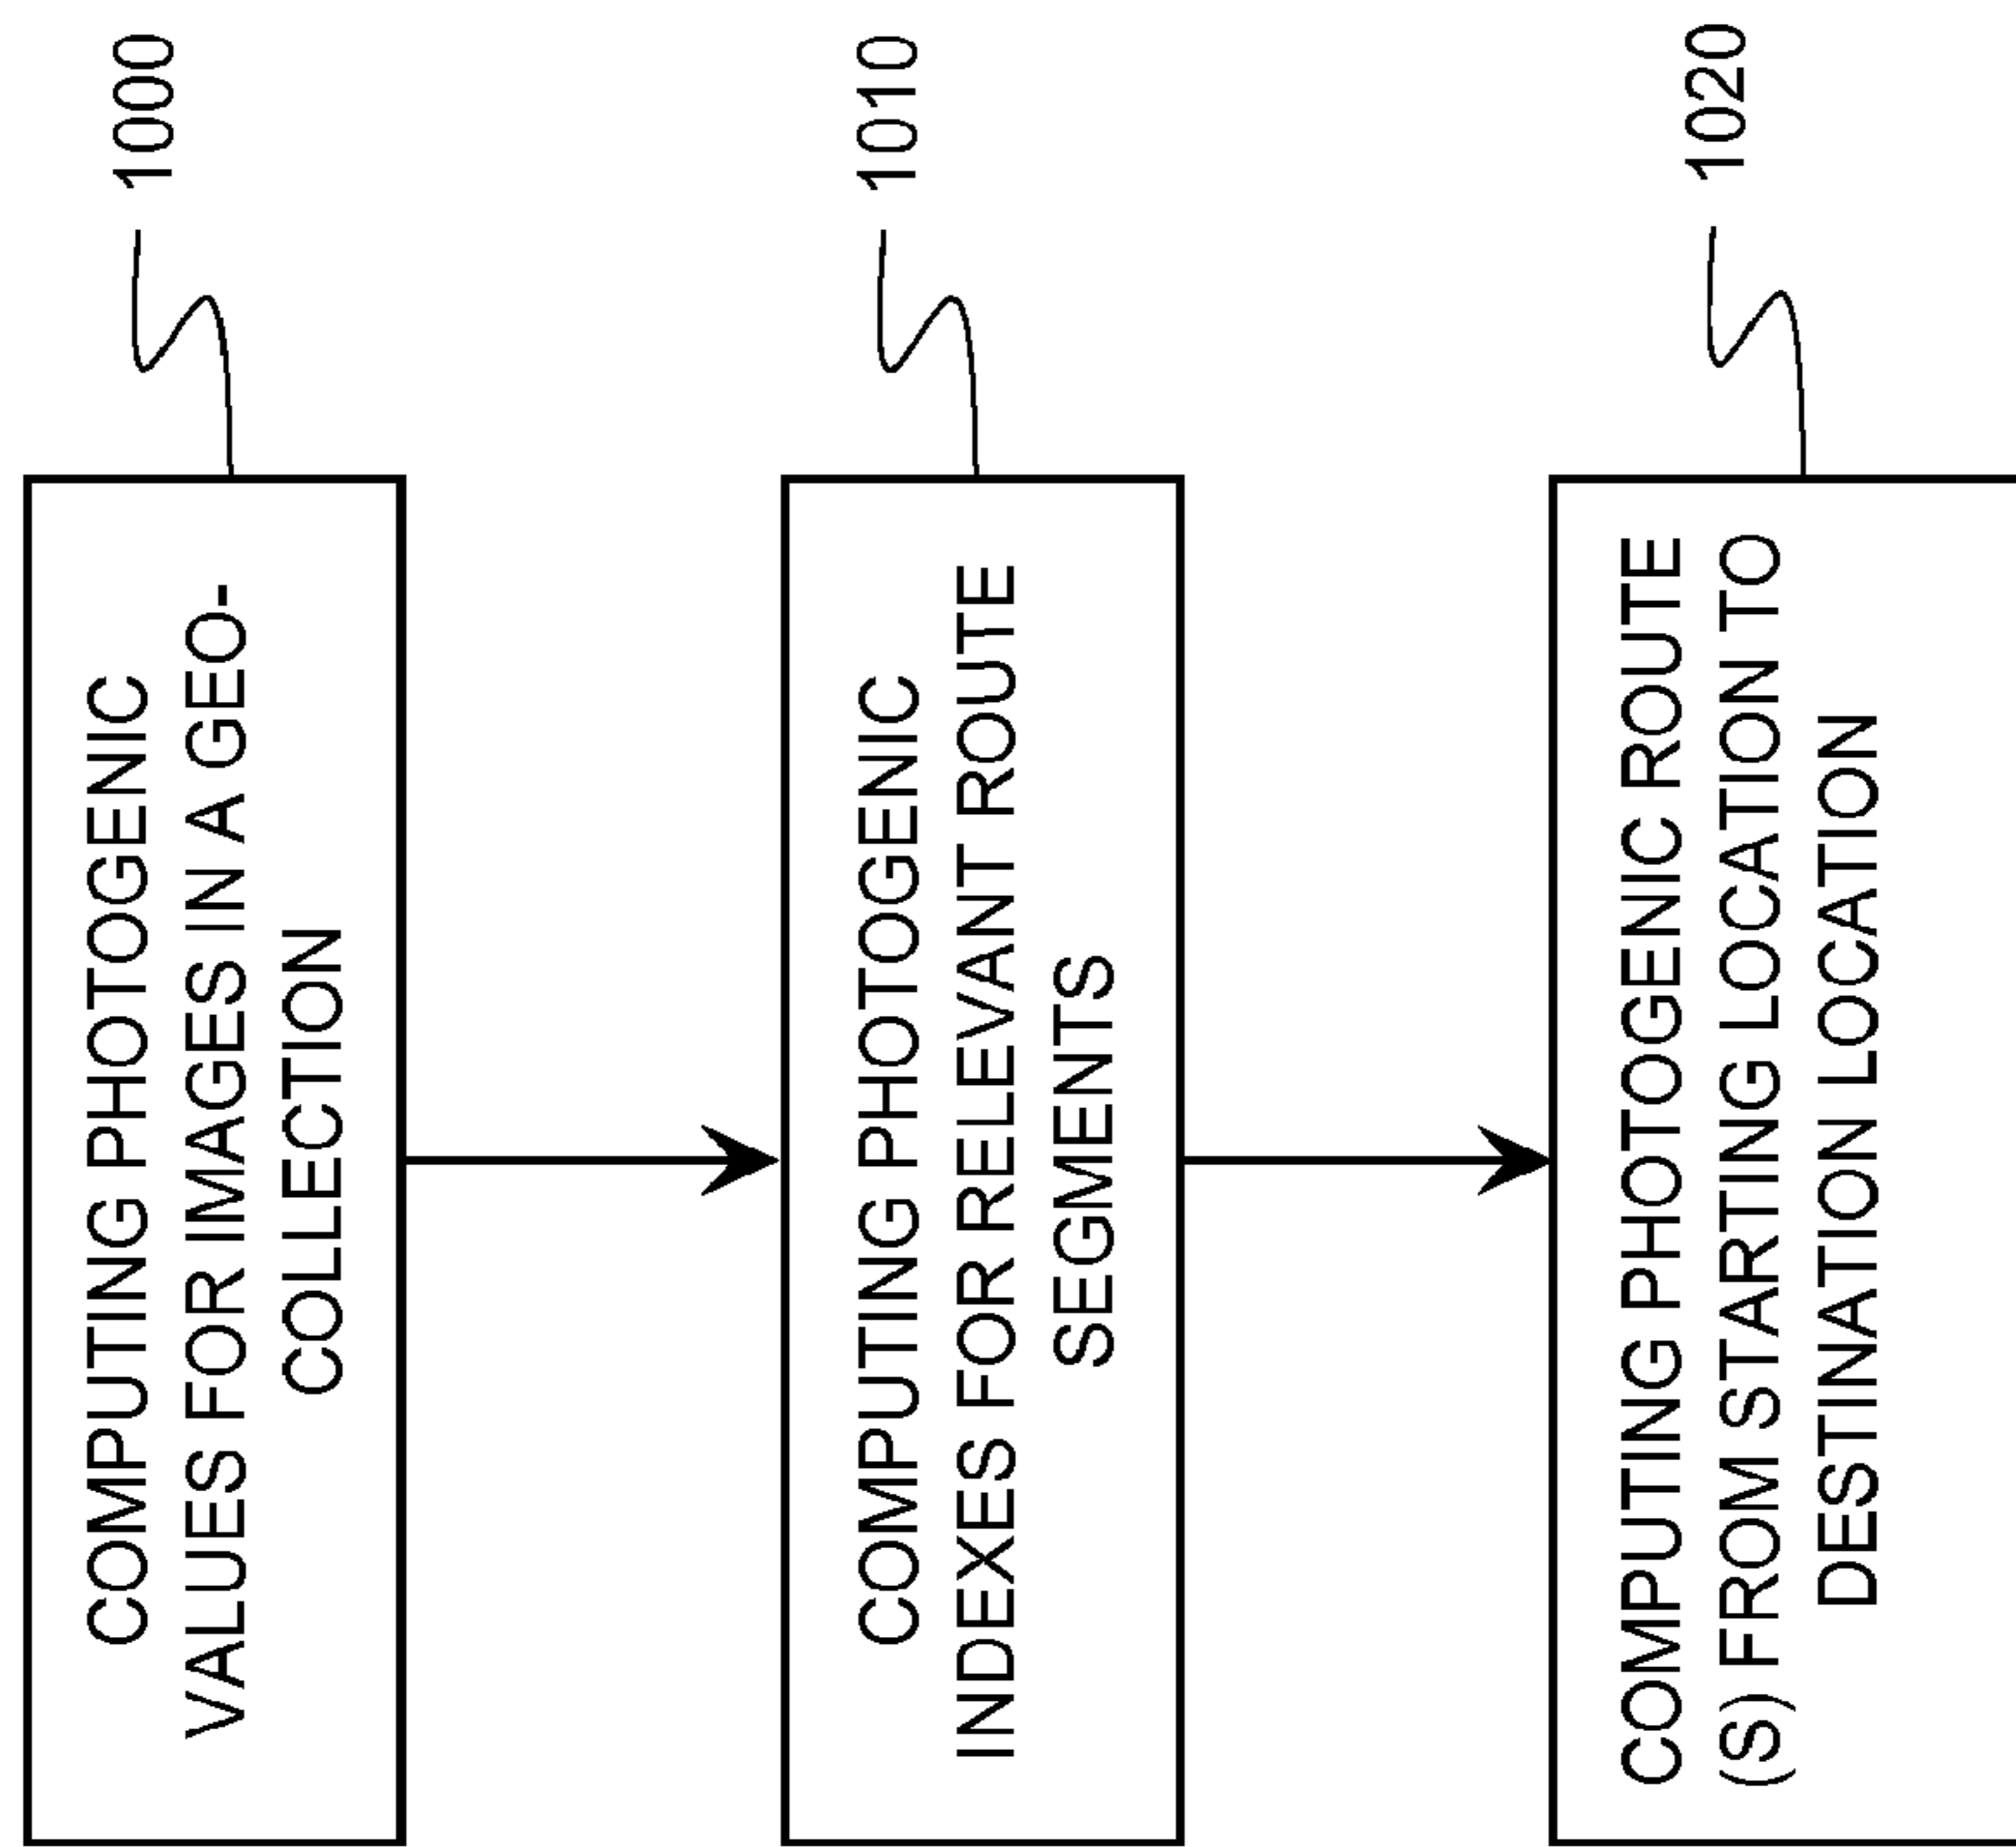 COMPUTING PHOTOGENIC
VALUES FOR IMAGES IN A GEO-
COLLECTION
1000
COMPUTING PHOTOGENIC
INDEXES FOR RELEVANT ROUTE
SEGMENTS
1010
COMPUTING PHOTOGENIC ROUTE
(S) FROM STARTING LOCATION TO
DESTINATION LOCATION
1020